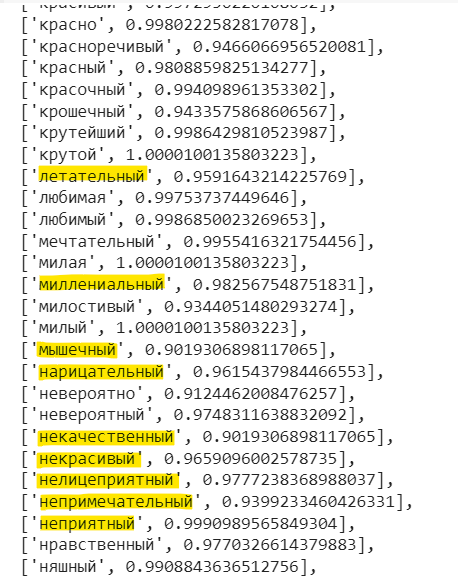 ['красно', 0.9980222582817078],
['красноречивый', 0.9466066956520081],
['красный', 0.9808859825134277],
['красочный', 0.994098961353302],
['крошечный', 0.9433575868606567],
['крутейший', 0.9986429810523987],
['крутой', 1.0000100135803223],
['летательный', 0.9591643214225769],
['любимая', 0.99753737449646],
['любимый', 0.9986850023269653],
['мечтательный', 0.9955416321754456],
['милая', 1.0000100135803223],
['миллениальный', 0.982567548751831],
['милостивый', 0.9344051480293274],
['милый', 1.0000100135803223],
['мышечный', 0.9019306898117065],
['нарицательный', 0.9615437984466553],
['невероятно', 0.9124462008476257],
['невероятный', 0.9748311638832092],
['некачественный', 0.9019306898117065],
['некрасивый', 0.9659096002578735],
['нелицеприятный', 0.9777238368988037],
['непримечательный', 0.9399233460426331],
['неприятный', 0.9990989565849304],
['нравственный', 0.9770326614379883],
['няшный', 0.9908843636512756],